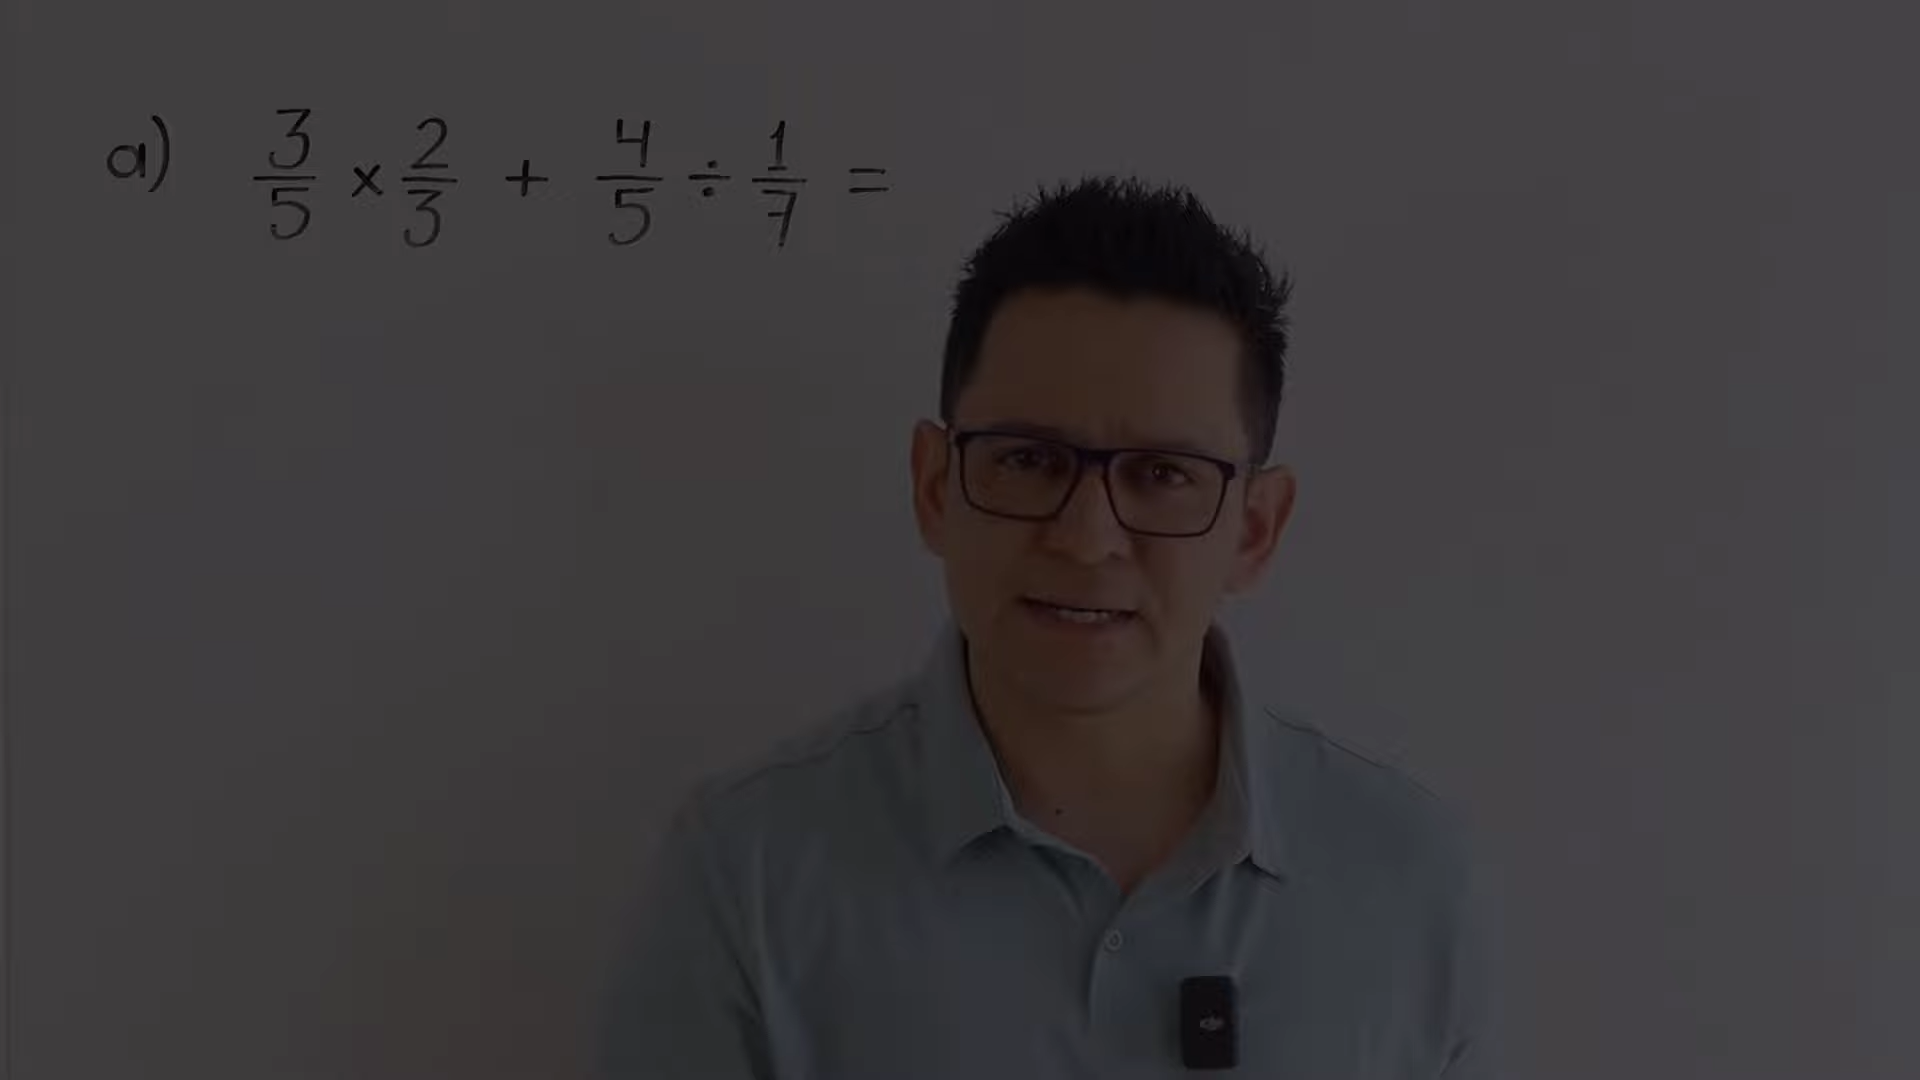 a) 3/5 × 2/3 + 4/5 ÷ 1/7 =